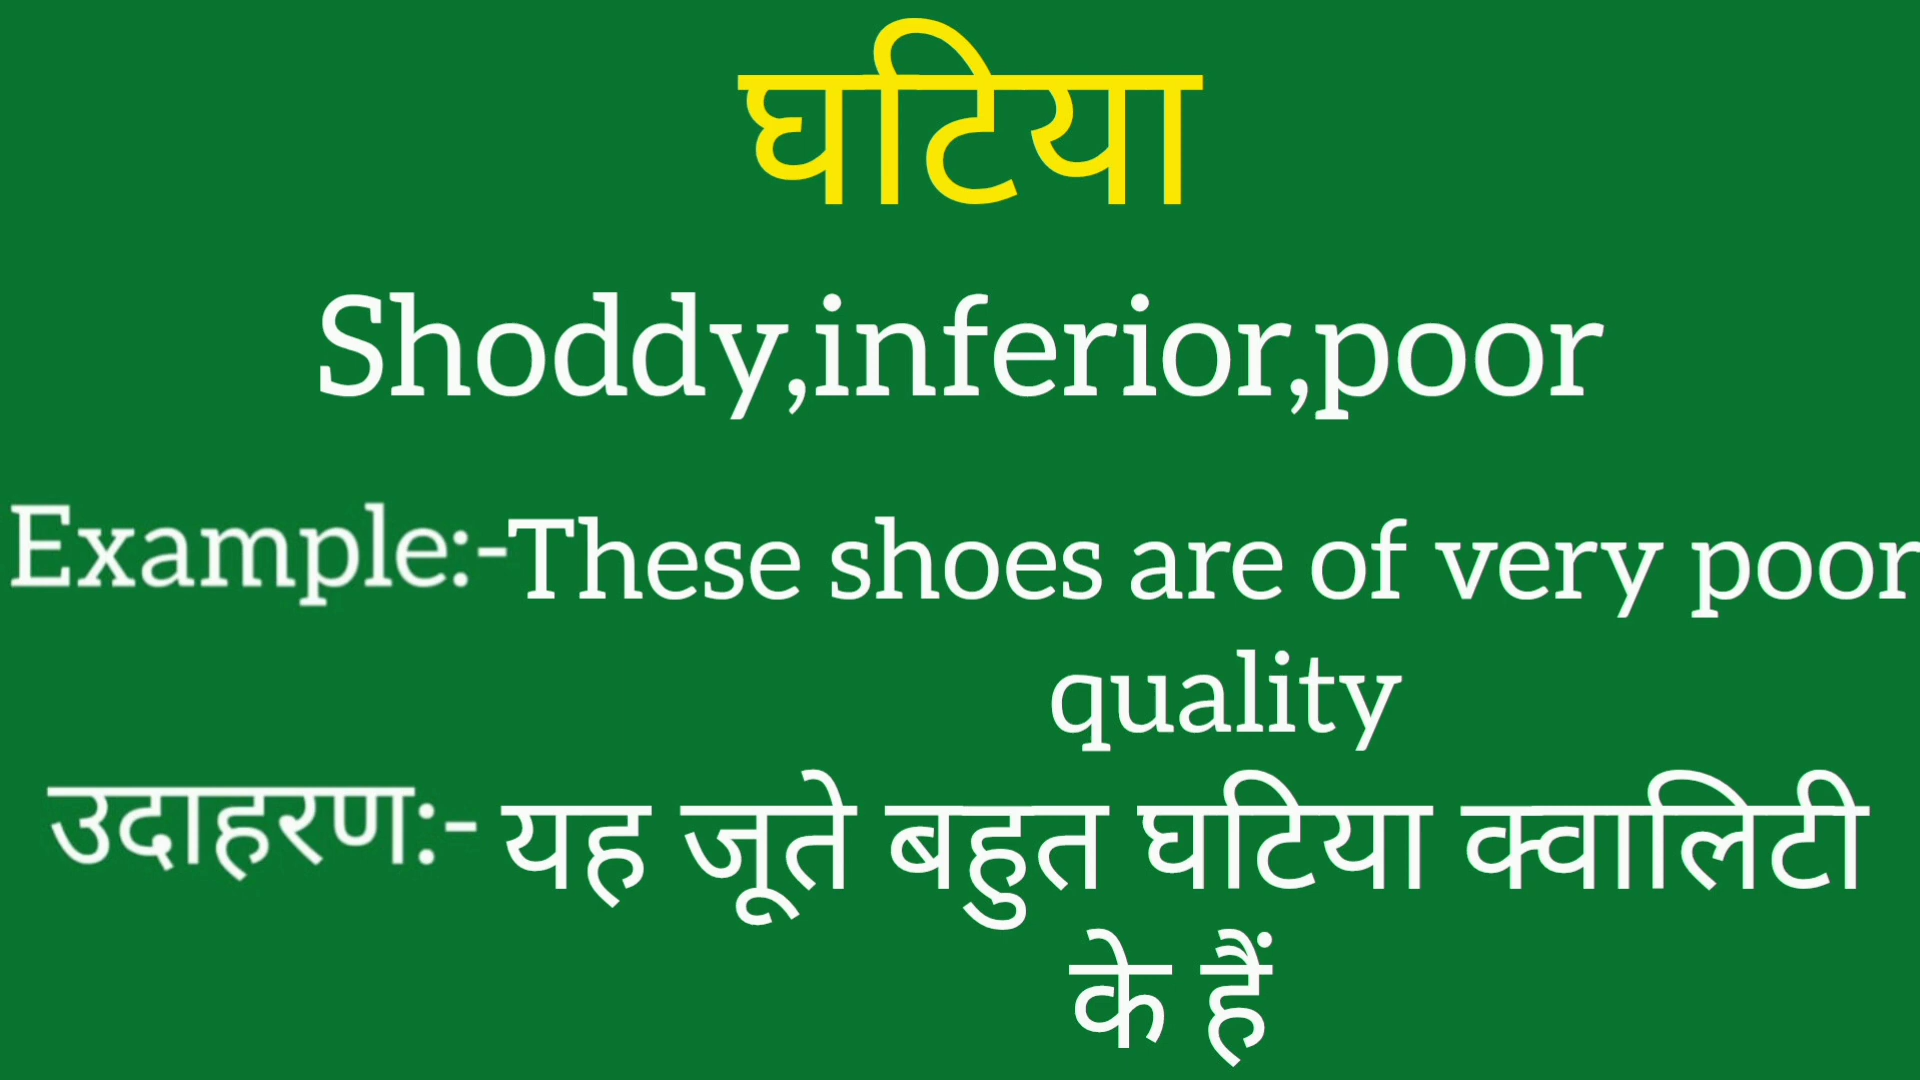 घटिया
Shoddy,inferior,poor
Example:-These shoes are of very poor
quality
उदाहरण:- यह जूते बहुत घटिया क्वालिटी
के हैं